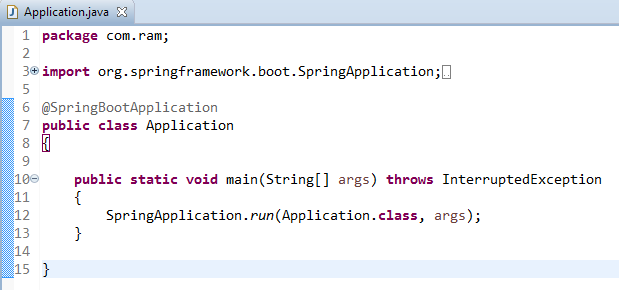 Application.java
1 package com.ram;
2
3 import org.springframework.boot.SpringApplication;
5
6 @SpringBootApplication
7 public class Application
8 {
9
10     public static void main(String[] args) throws InterruptedException
11     {
12         SpringApplication.run(Application.class, args);
13     }
14
15 }